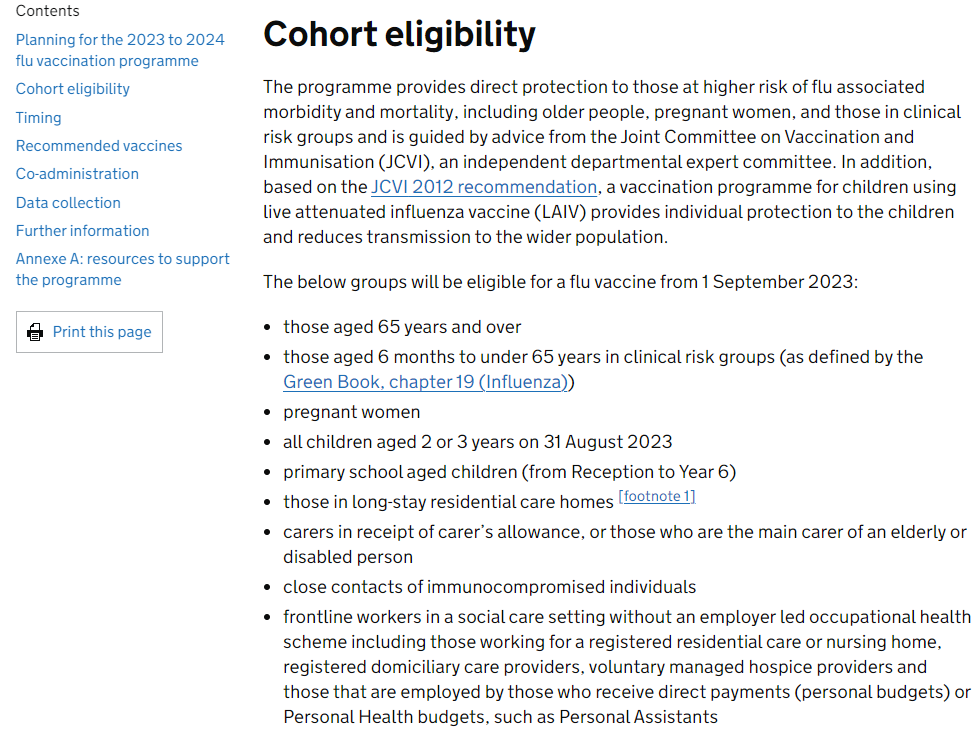 Contents
Planning for the 2023 to 2024
flu vaccination programme
Cohort eligibility
Timing
Recommended vaccines
Co-administration
Data collection
Further information
Annexe A: resources to support
the programme
Print this page
Cohort eligibility
The programme provides direct protection to those at higher risk of flu associated
morbidity and mortality, including older people, pregnant women, and those in clinical
risk groups and is guided by advice from the Joint Committee on Vaccination and
Immunisation (JCVI), an independent departmental expert committee. In addition,
based on the JCVI 2012 recommendation, a vaccination programme for children using
live attenuated influenza vaccine (LAIV) provides individual protection to the children
and reduces transmission to the wider population.
The below groups will be eligible for a flu vaccine from 1 September 2023:
• those aged 65 years and over
• those aged 6 months to under 65 years in clinical risk groups (as defined by the
Green Book, chapter 19 (Influenza))
• pregnant women
• all children aged 2 or 3 years on 31 August 2023
• primary school aged children (from Reception to Year 6)
• those in long-stay residential care homes [footnote 1]
• carers in receipt of carer’s allowance, or those who are the main carer of an elderly or
disabled person
• close contacts of immunocompromised individuals
• frontline workers in a social care setting without an employer led occupational health
scheme including those working for a registered residential care or nursing home,
registered domiciliary care providers, voluntary managed hospice providers and
those that are employed by those who receive direct payments (personal budgets) or
Personal Health budgets, such as Personal Assistants